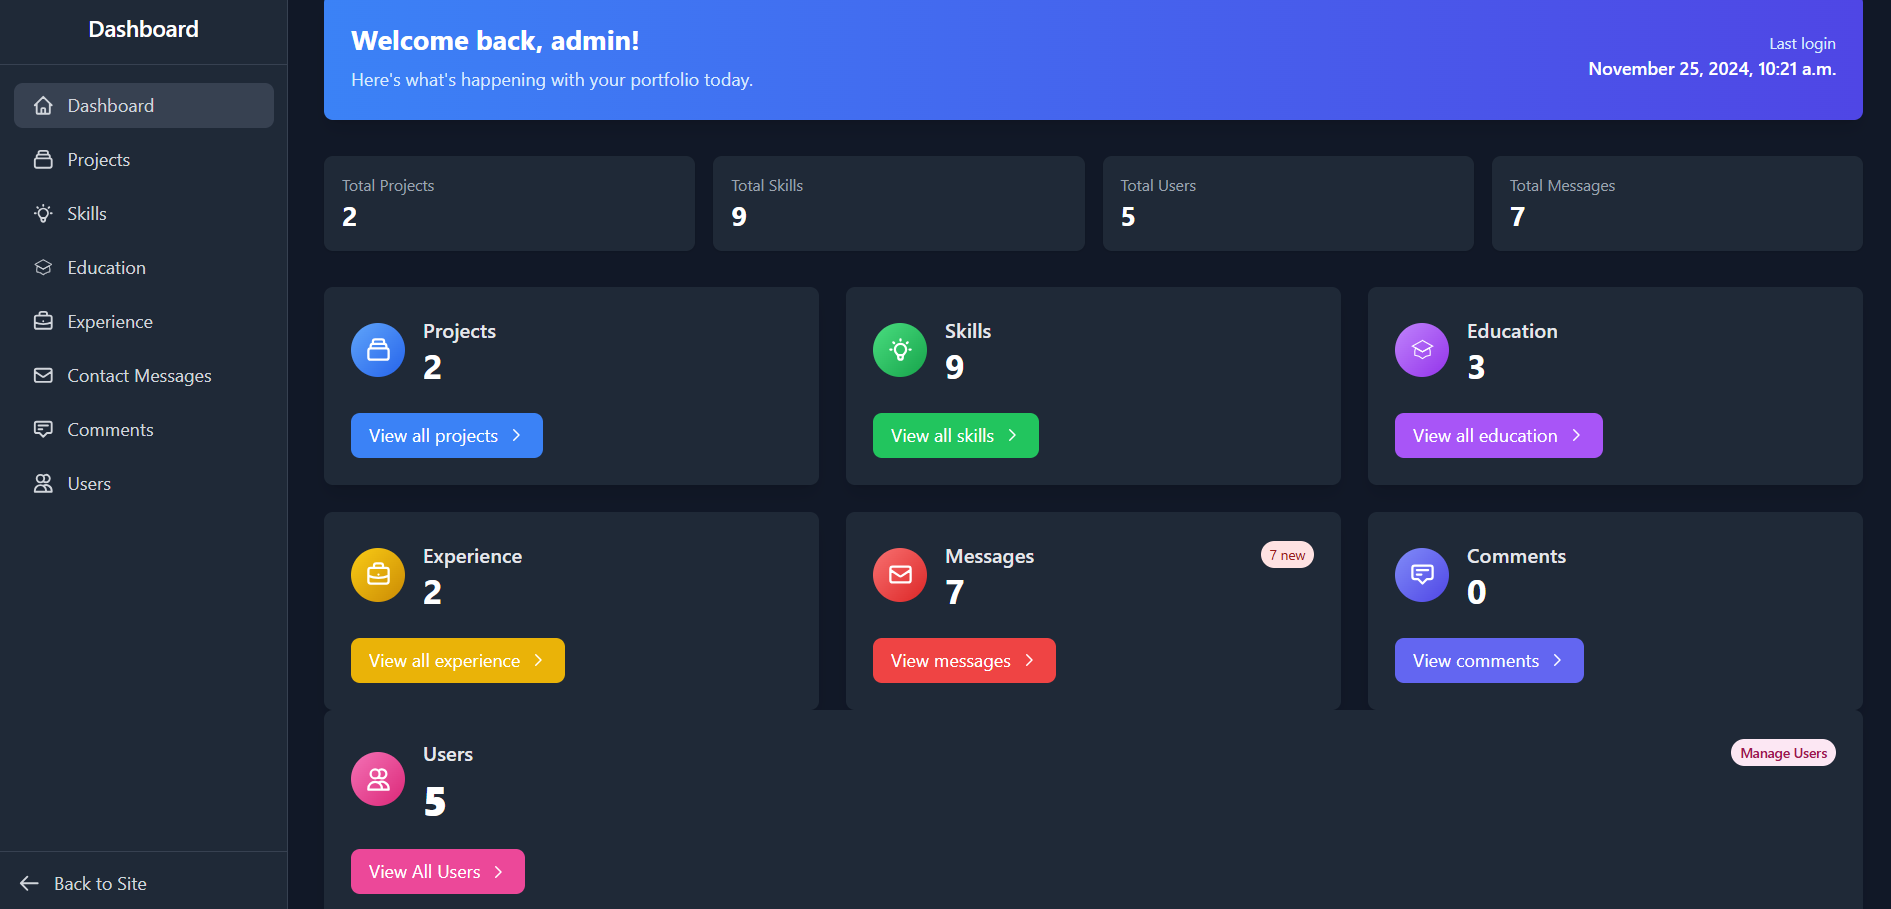 Dashboard
Dashboard
Projects
Skills
Education
Experience
Contact Messages
Comments
Users
Back to Site
Welcome back, admin!
Here's what's happening with your portfolio today.
Last login
November 25, 2024, 10:21 a.m.
Total Projects
2
Total Skills
9
Total Users
5
Total Messages
7
Projects
2
View all projects
Skills
9
View all skills
Education
3
View all education
Experience
2
View all experience
Messages
7
7 new
View messages
Comments
0
View comments
Users
5
Manage Users
View All Users